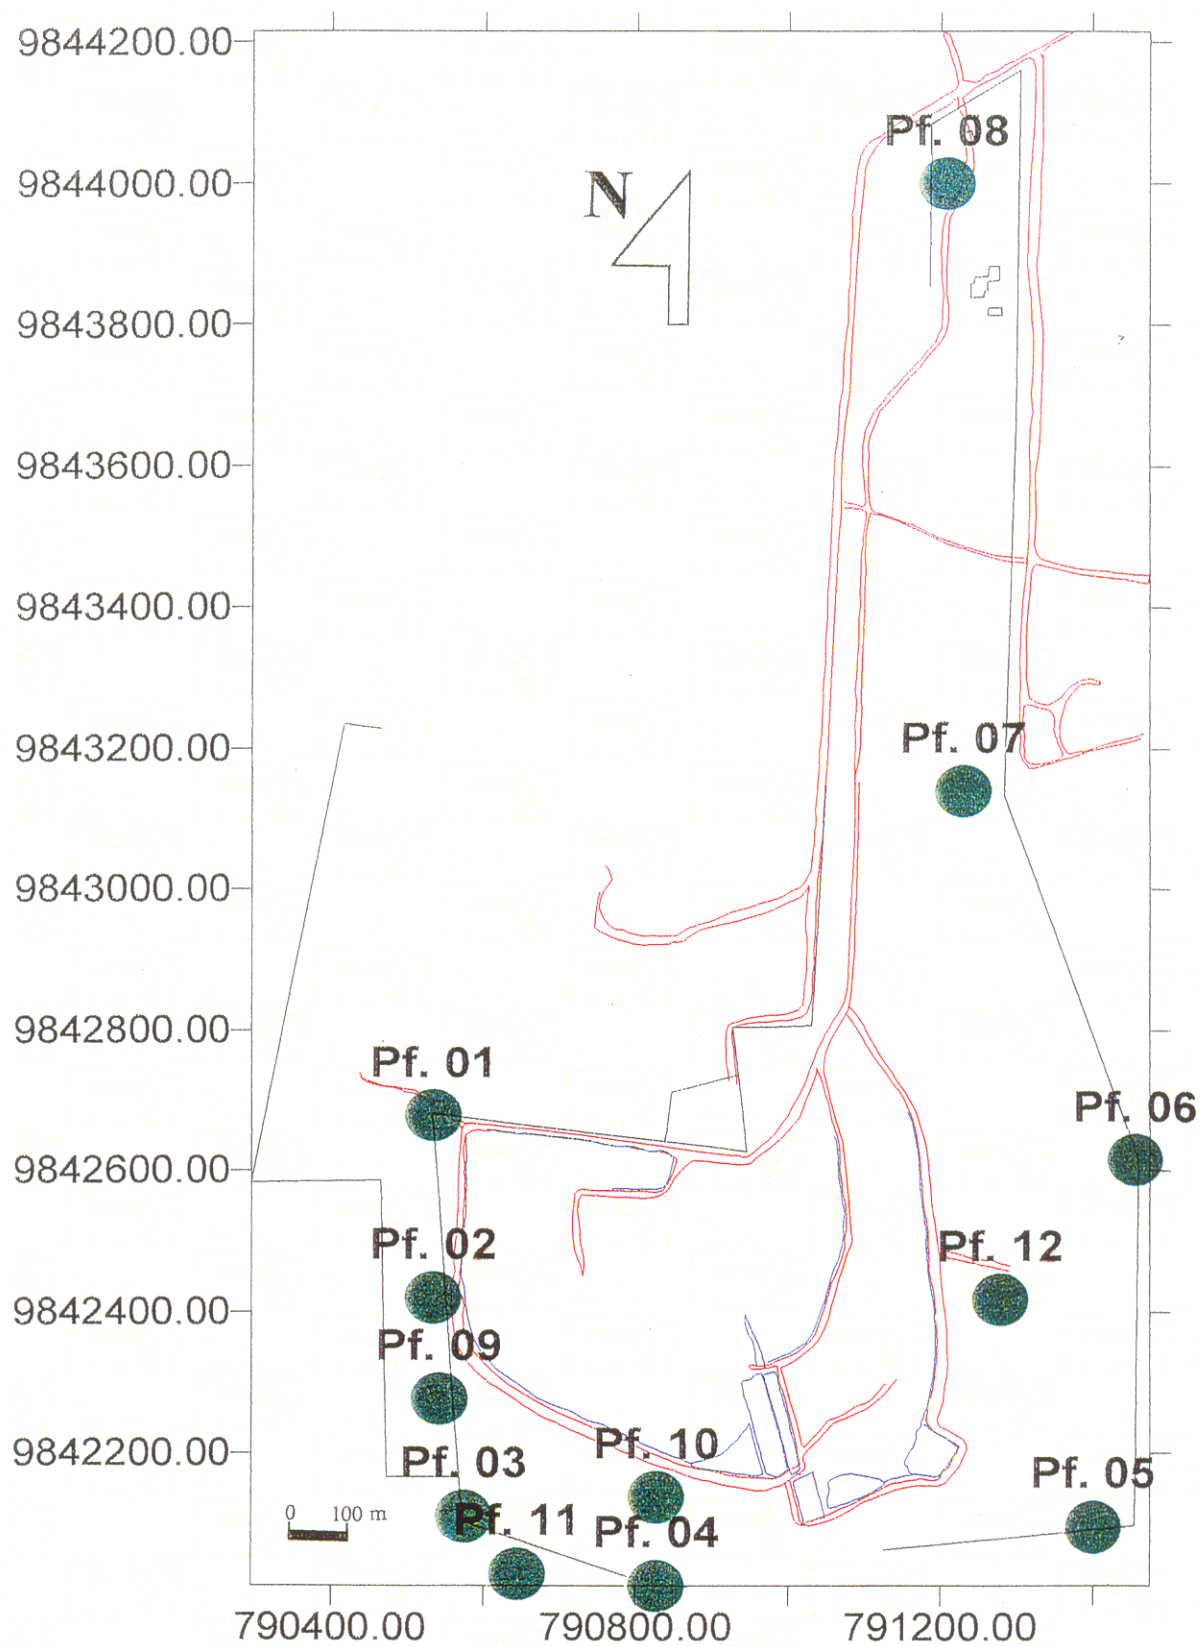 9844200.00
Pf. 08
9844000.00
N
9843800.00
9843600.00
9843400.00
9843200.00
Pf. 07
9843000.00
9842800.00
Pf. 01
Pf. 06
9842600.00
Pf. 02
Pf. 12
9842400.00
Pf. 09
9842200.00
Pf. 10
Pf. 03
Pf. 05
0 100 m
Pf. 11
Pf. 04
790400.00 790800.00 791200.00